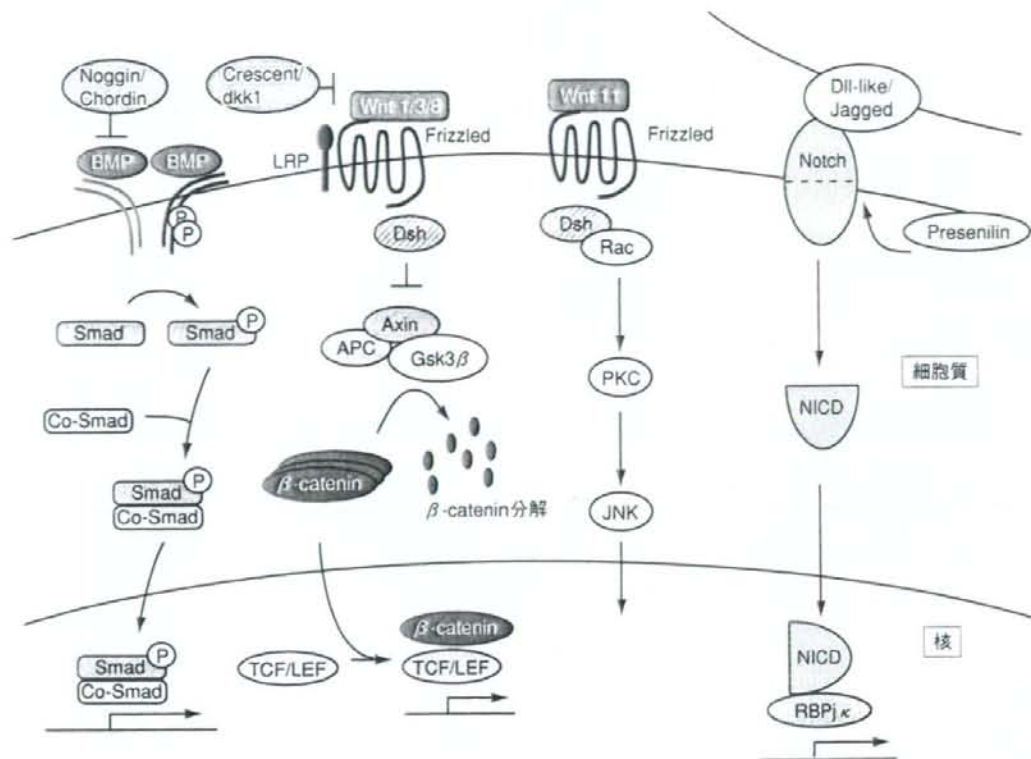 Noggin/
Chordin
BMP
BMP
P
P
Smad
Smad
P
Co-Smad
Smad
P
Co-Smad
Smad
P
Co-Smad
Crescent/
dkk1
Wnt 1/3/8
LRP
Frizzled
Dsh
Axin
APC
Gsk3β
β-catenin
β-catenin分解
TCF/LEF
β-catenin
TCF/LEF
Wnt 11
Frizzled
Dsh
Rac
PKC
JNK
Dll-like/
Jagged
Notch
Presenilin
NICD
細胞質
核
NICD
RBPjκ